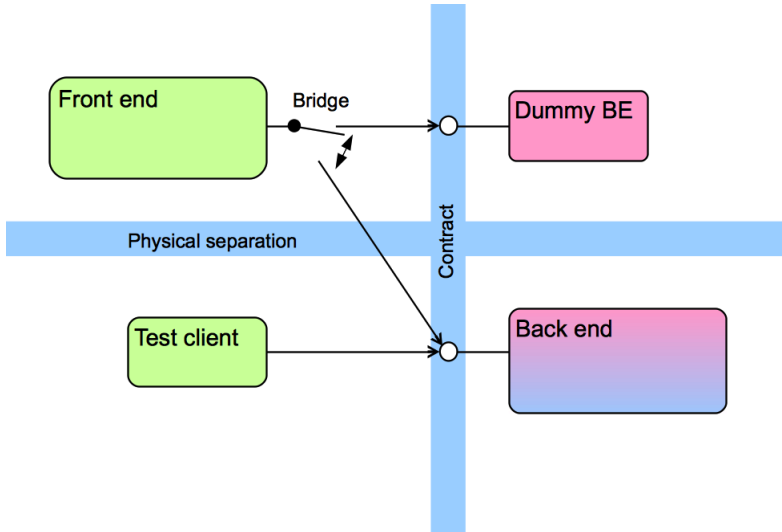 Front end
Bridge
Dummy BE
Physical separation
Contract
Test client
Back end